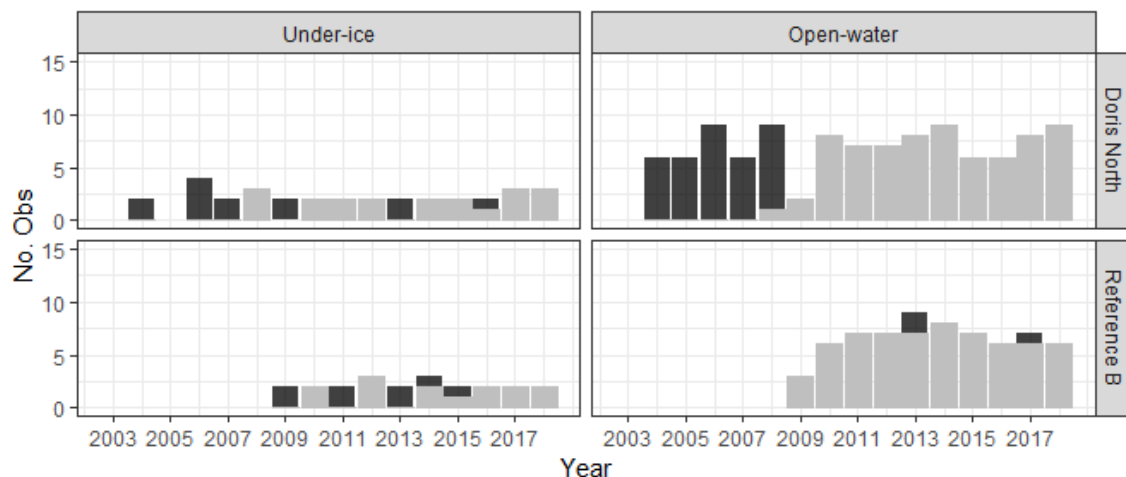 Under-ice Open-water
15
10
5
0
Doris North
15
10
5
0
Reference B
No. Obs
2003 2005 2007 2009 2011 2013 2015 2017 2003 2005 2007 2009 2011 2013 2015 2017
Year